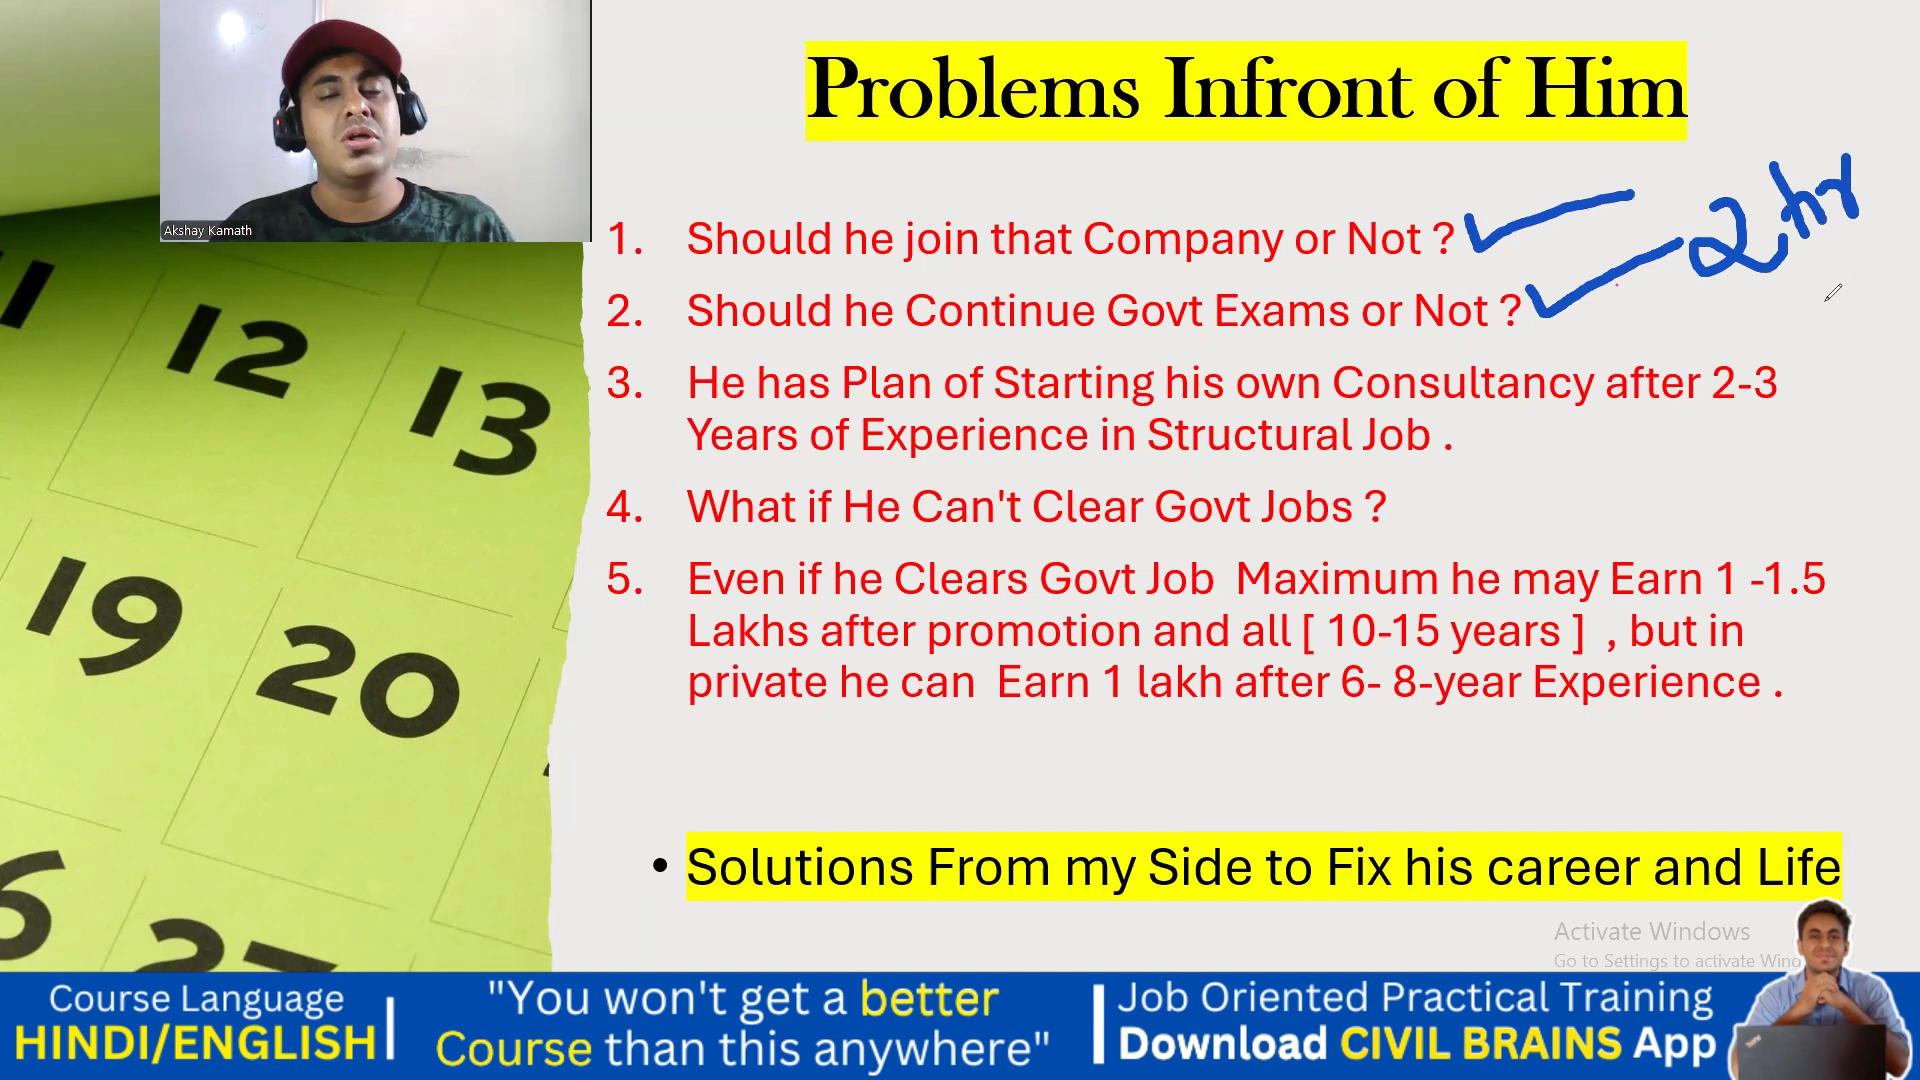 Akshay Kamath
Problems Infront of Him
1. Should he join that Company or Not ?
2 hr
2. Should he Continue Govt Exams or Not ?
3. He has Plan of Starting his own Consultancy after 2-3
Years of Experience in Structural Job .
4. What if He Can't Clear Govt Jobs ?
5. Even if he Clears Govt Job Maximum he may Earn 1 -1.5
Lakhs after promotion and all [ 10-15 years ] , but in
private he can Earn 1 lakh after 6- 8-year Experience .
• Solutions From my Side to Fix his career and Life
11
12
13
19
20
Activate Windows
Go to Settings to activate
Course Language
HINDI/ENGLISH
"You won't get a better
Course than this anywhere"
Job Oriented Practical Training
Download CIVIL BRAINS App